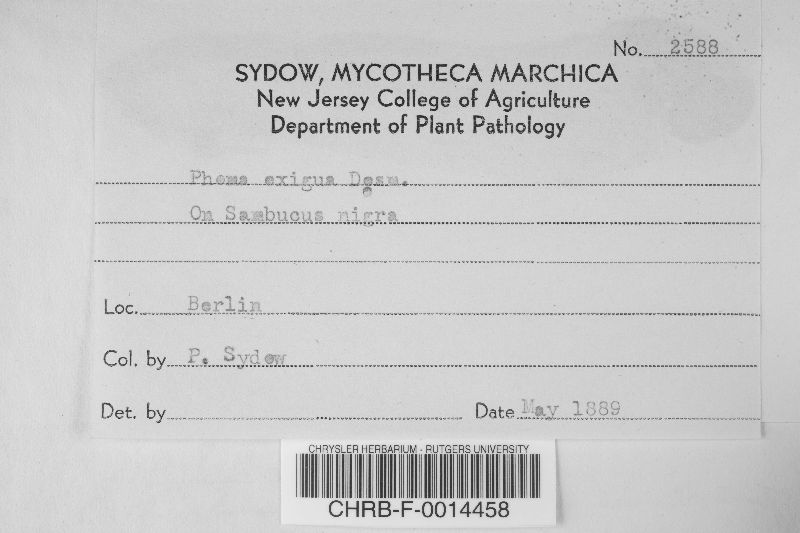 No. 2588
SYDOW, MYCOTHECA MARCHICA
New Jersey College of Agriculture
Department of Plant Pathology
Phoma exigua Desm.
On Sambucus nigra
Loc. Berlin
Col. by P. Sydow
Det. by Date May 1889
CHRYSLER HERBARIUM - RUTGERS UNIVERSITY
CHRB-F-0014458